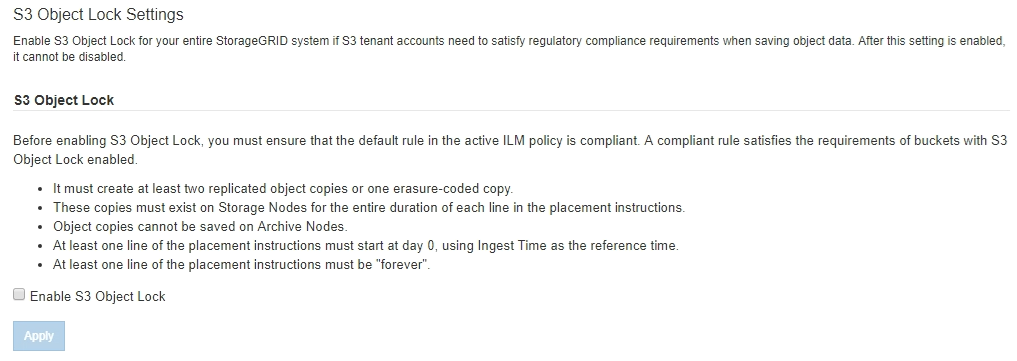 S3 Object Lock Settings
Enable S3 Object Lock for your entire StorageGRID system if S3 tenant accounts need to satisfy regulatory compliance requirements when saving object data. After this setting is enabled,
it cannot be disabled.
S3 Object Lock
Before enabling S3 Object Lock, you must ensure that the default rule in the active ILM policy is compliant. A compliant rule satisfies the requirements of buckets with S3
Object Lock enabled.
• It must create at least two replicated object copies or one erasure-coded copy.
• These copies must exist on Storage Nodes for the entire duration of each line in the placement instructions.
• Object copies cannot be saved on Archive Nodes.
• At least one line of the placement instructions must start at day 0, using Ingest Time as the reference time.
• At least one line of the placement instructions must be "forever".
Enable S3 Object Lock
Apply